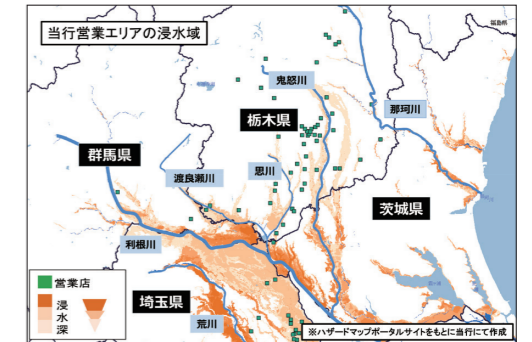 当行営業エリアの浸水域
福島県
鬼怒川
那珂川
栃木県
群馬県
思川
渡良瀬川
茨城県
利根川
営業店
浸
水
深
埼玉県
荒川
※ハザードマップポータルサイトをもとに当行にて作成